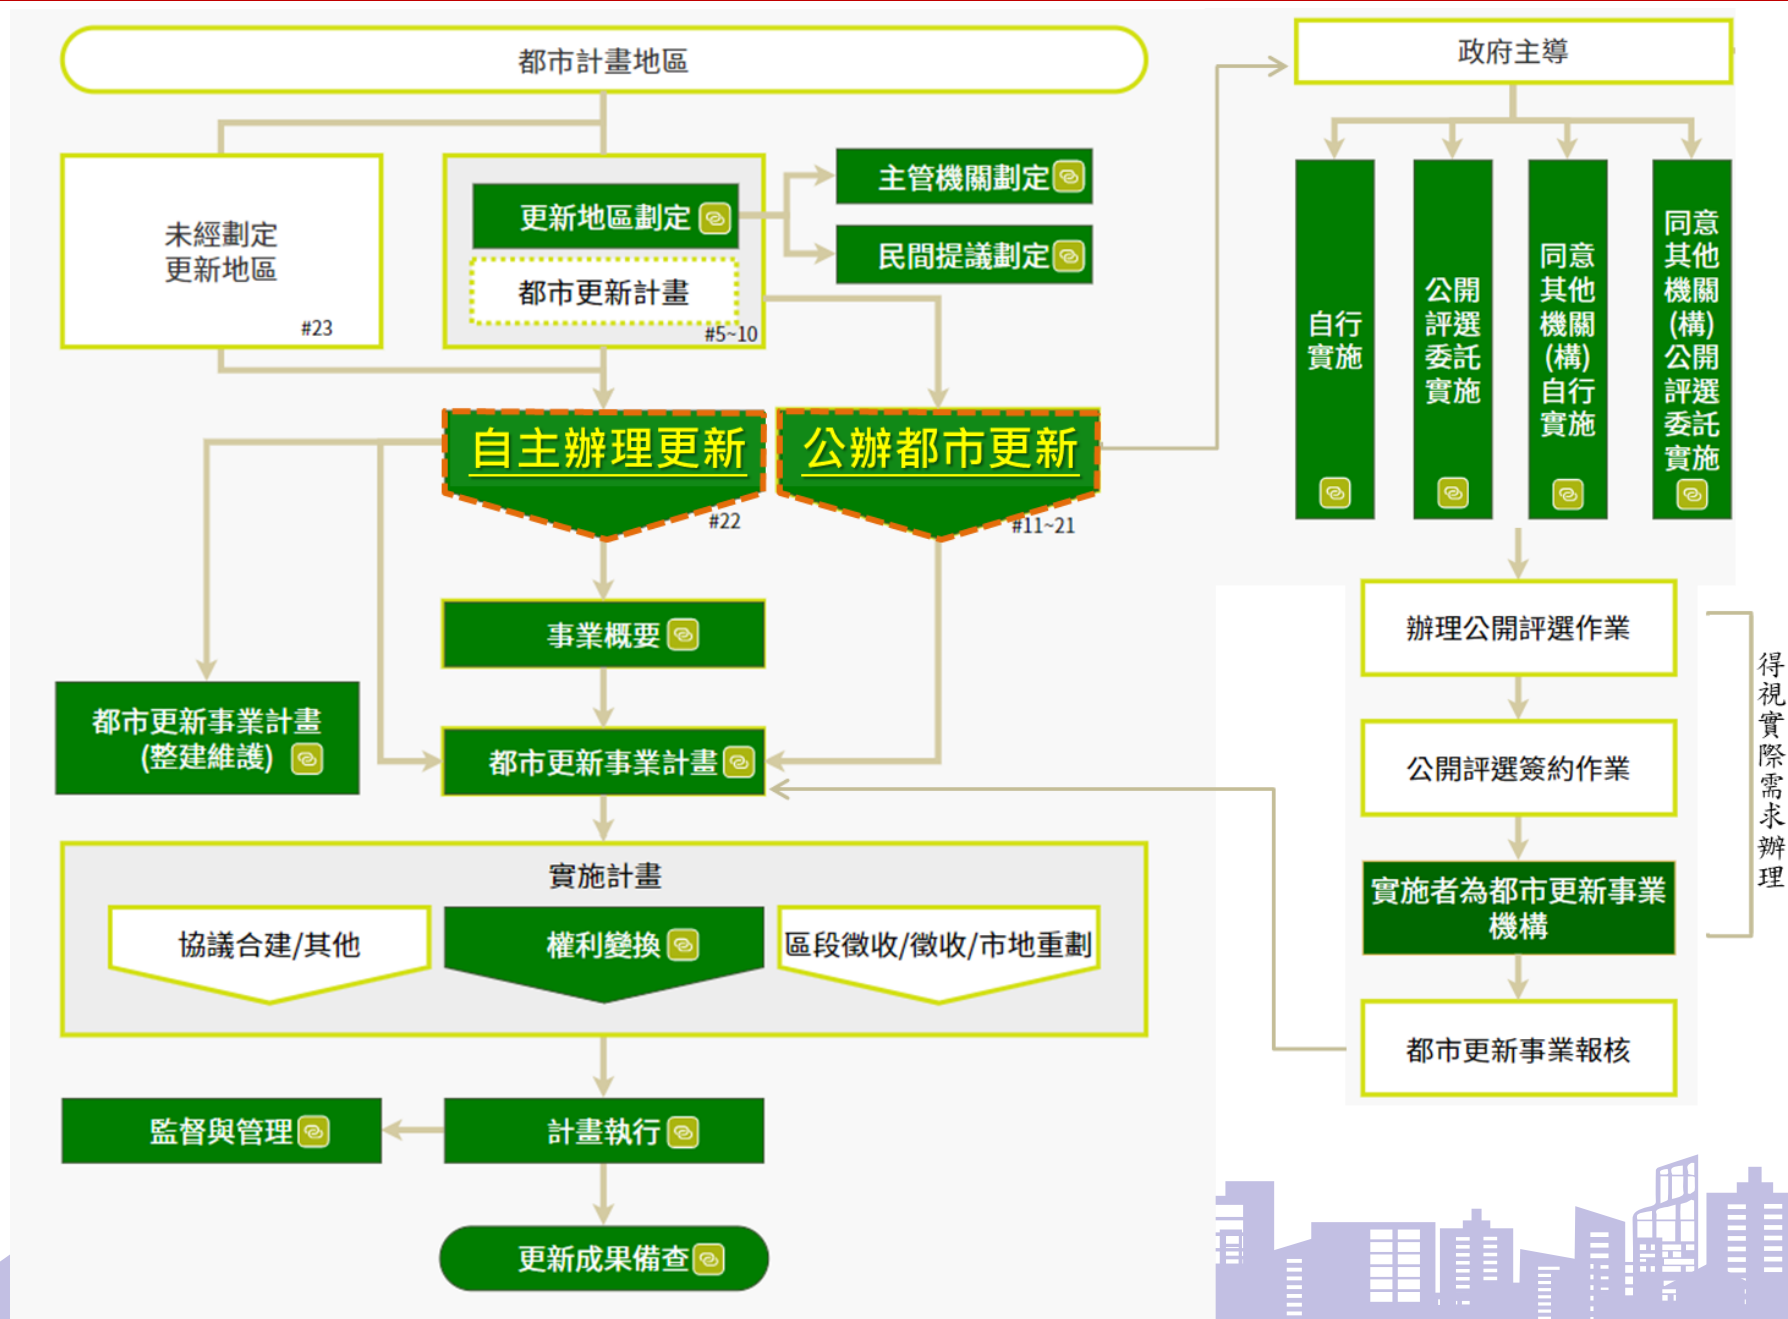 都市計畫地區
未經劃定
更新地區
#23
更新地區劃定
都市更新計畫
#5~10
主管機關劃定
民間提議劃定
自主辦理更新
#22
公辦都市更新
#11~21
事業概要
都市更新事業計畫
(整建維護)
都市更新事業計畫
實施計畫
協議合建/其他
權利變換
區段徵收/徵收/市地重劃
監督與管理
計畫執行
更新成果備查
政府主導
自行
實施
公開
評選
委託
實施
同意
其他
機關
(構)
自行
實施
同意
其他
機關
(構)
公開
評選
委託
實施
辦理公開評選作業
公開評選簽約作業
實施者為都市更新事業
機構
都市更新事業報核
得視實際需求辦理